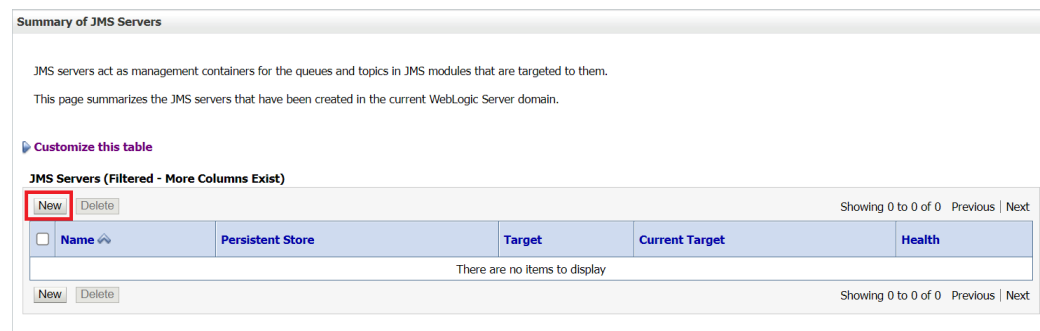 Summary of JMS Servers
JMS servers act as management containers for the queues and topics in JMS modules that are targeted to them.
This page summarizes the JMS servers that have been created in the current WebLogic Server domain.
Customize this table
JMS Servers (Filtered - More Columns Exist)
New Delete Showing 0 to 0 of 0 Previous | Next
Name Persistent Store Target Current Target Health
There are no items to display
New Delete Showing 0 to 0 of 0 Previous | Next